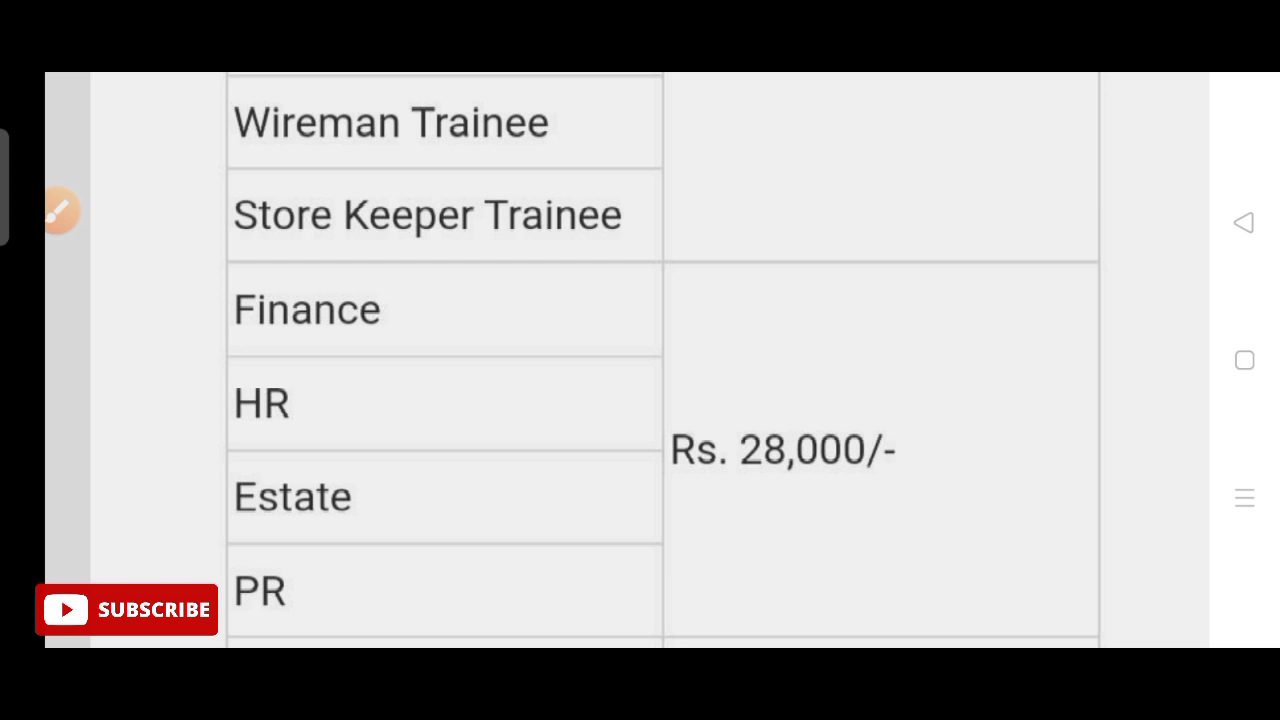 Wireman Trainee
Store Keeper Trainee
Finance
HR
Rs. 28,000/-
Estate
PR
SUBSCRIBE